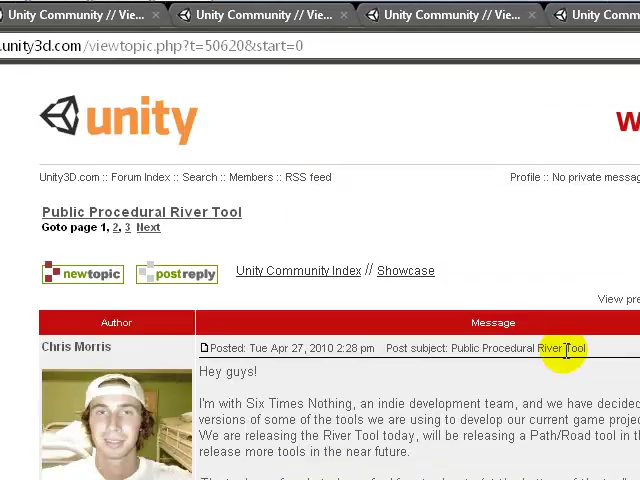 Unity Community // Vie...
Unity Community // Vie...
Unity Comm
.unity3d.com/viewtopic.php?t=50620&start=0
unity
W
Unity3D.com :: Forum Index :: Search :: Members :: RSS feed
Profile :: No private messag
Public Procedural River Tool
Goto page 1, 2, 3 Next
newtopic postreply Unity Community Index // Showcase
View pre
Author Message
Chris Morris
Posted: Tue Apr 27, 2010 2:28 pm Post subject: Public Procedural River Tool
Hey guys!
I'm with Six Times Nothing, an indie development team, and we have decided
versions of some of the tools we are using to develop our current game projec
We are releasing the River Tool today, will be releasing a Path/Road tool in th
release more tools in the near future.